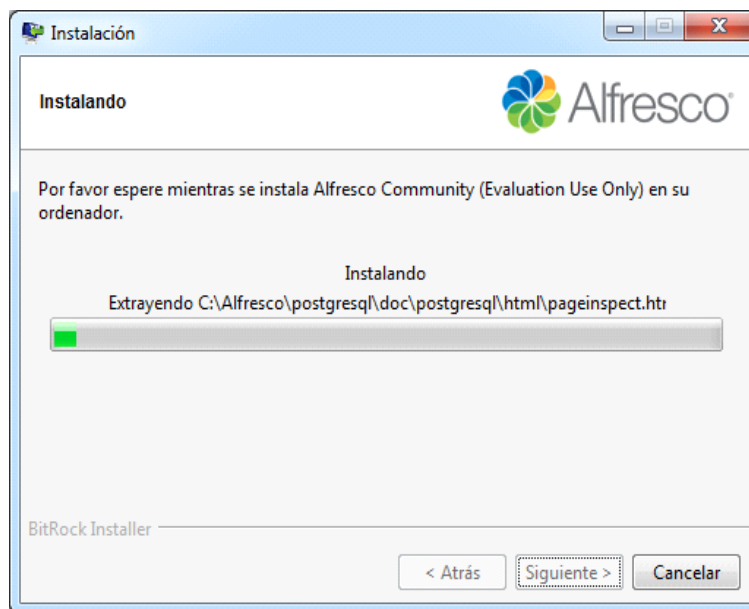 Instalación
Instalando
Alfresco
Por favor espere mientras se instala Alfresco Community (Evaluation Use Only) en su
ordenador.
Instalando
Extrayendo C:\Alfresco\postgresql\doc\postgresql\html\pageinspect.htr
BitRock Installer
< Atrás
Siguiente >
Cancelar